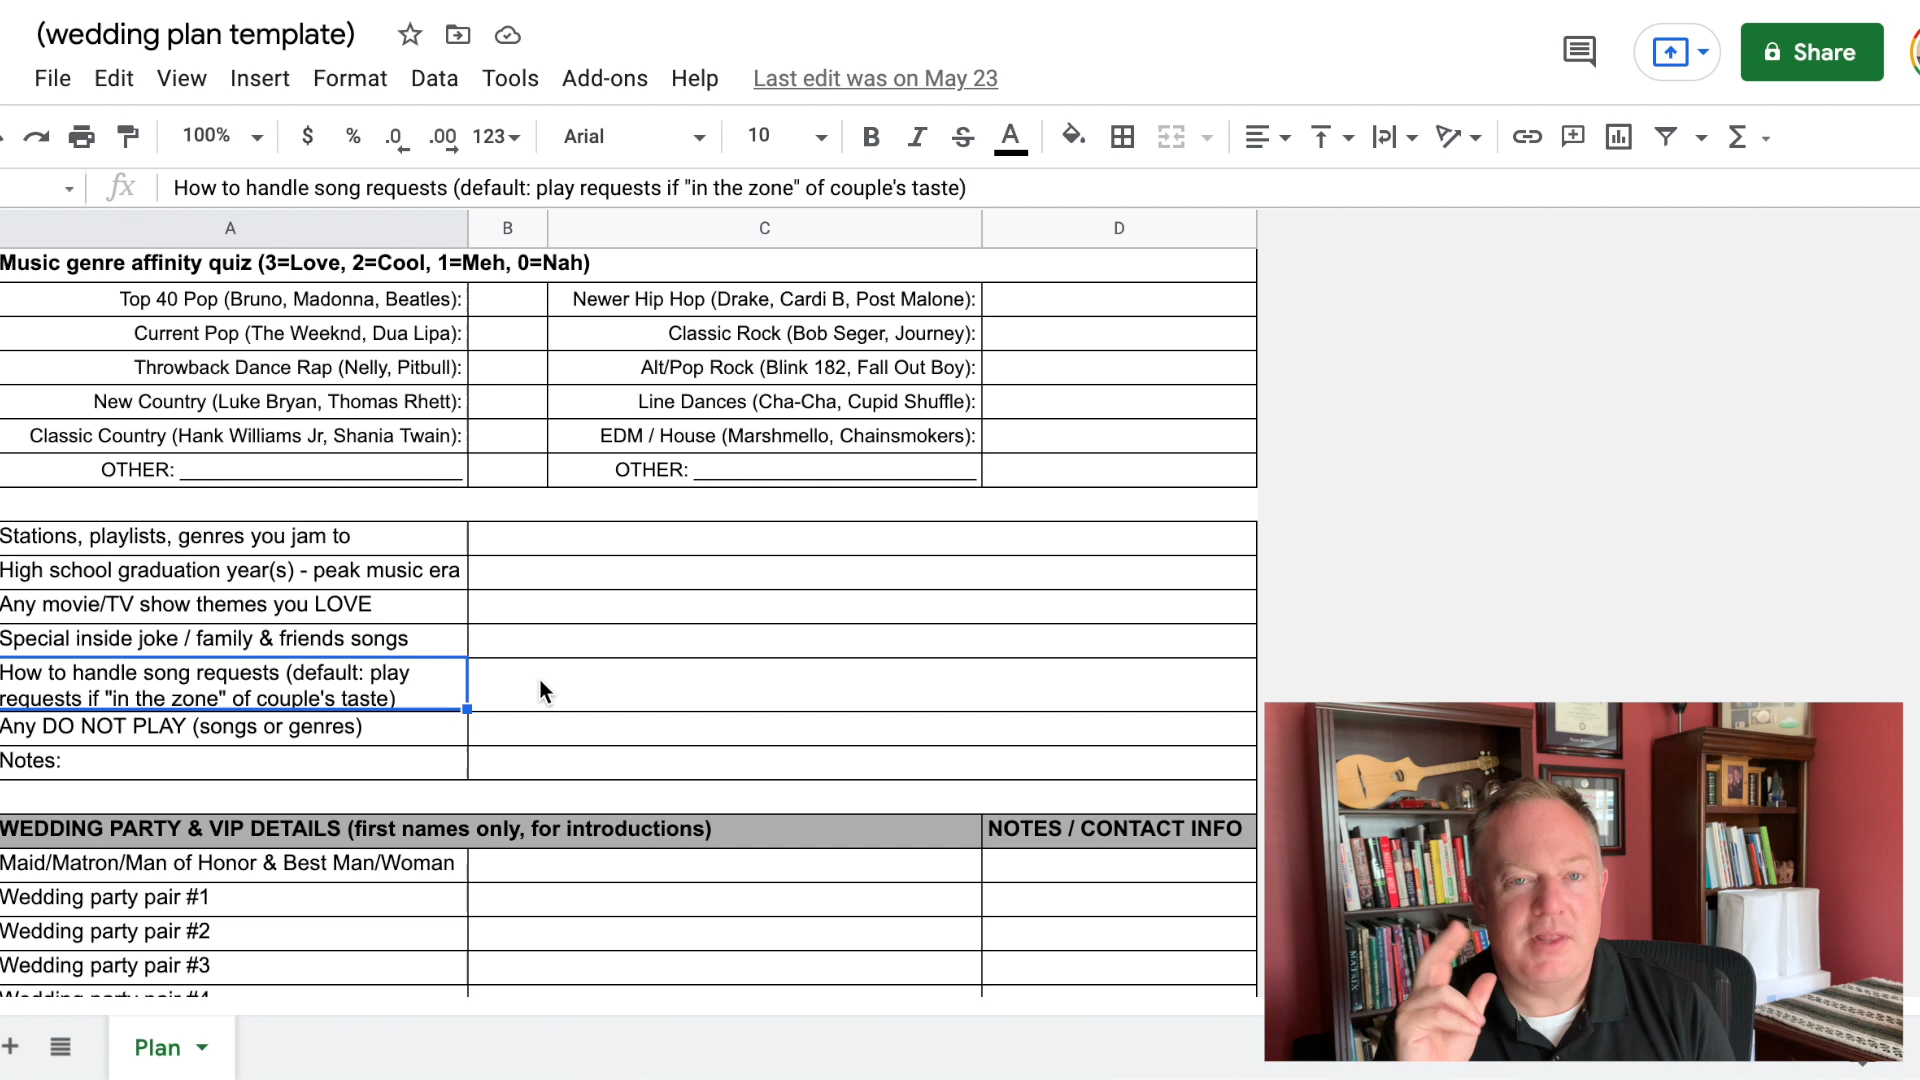 (wedding plan template)
File Edit View Insert Format Data Tools Add-ons Help Last edit was on May 23
Share
100% $ % .0 .00 123 Arial 10 B I S A
fx How to handle song requests (default: play requests if "in the zone" of couple's taste)
A B C D
Music genre affinity quiz (3=Love, 2=Cool, 1=Meh, 0=Nah)
Top 40 Pop (Bruno, Madonna, Beatles): Newer Hip Hop (Drake, Cardi B, Post Malone):
Current Pop (The Weeknd, Dua Lipa): Classic Rock (Bob Seger, Journey):
Throwback Dance Rap (Nelly, Pitbull): Alt/Pop Rock (Blink 182, Fall Out Boy):
New Country (Luke Bryan, Thomas Rhett): Line Dances (Cha-Cha, Cupid Shuffle):
Classic Country (Hank Williams Jr, Shania Twain): EDM / House (Marshmello, Chainsmokers):
OTHER: OTHER:
Stations, playlists, genres you jam to
High school graduation year(s) - peak music era
Any movie/TV show themes you LOVE
Special inside joke / family & friends songs
How to handle song requests (default: play
requests if "in the zone" of couple's taste)
Any DO NOT PLAY (songs or genres)
Notes:
WEDDING PARTY & VIP DETAILS (first names only, for introductions) NOTES / CONTACT INFO
Maid/Matron/Man of Honor & Best Man/Woman
Wedding party pair #1
Wedding party pair #2
Wedding party pair #3
Wedding party pair #4
Plan
MATRIX